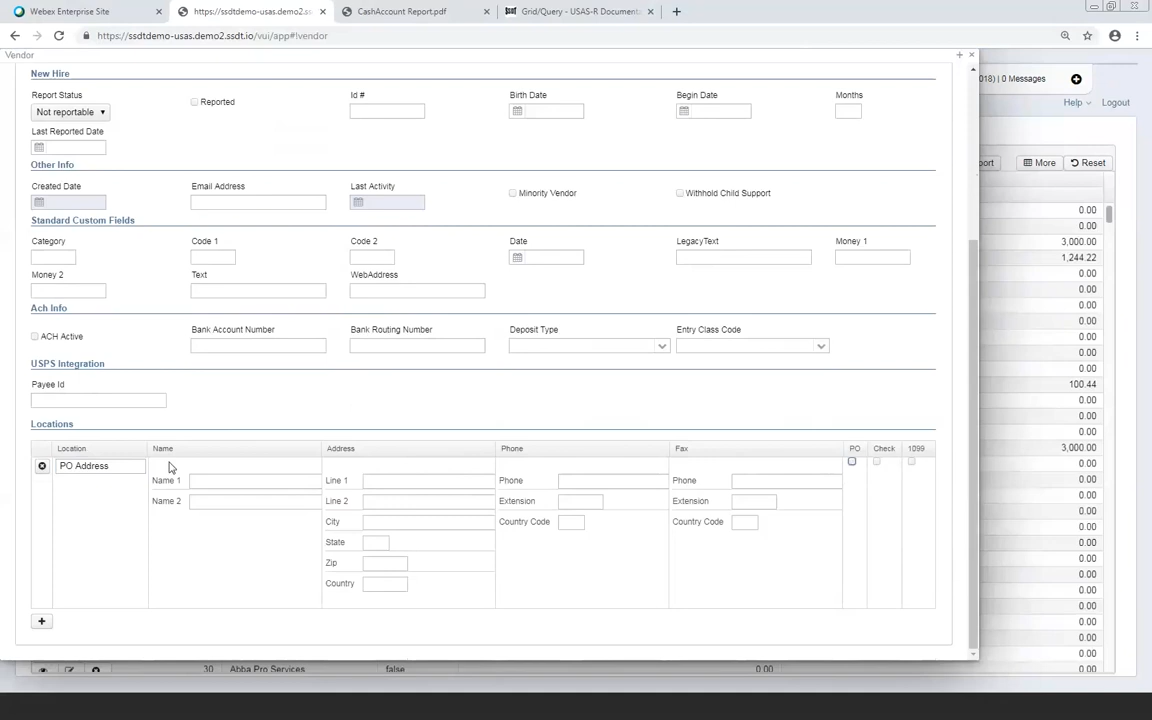 Webex Enterprise Site
https://ssdtdemo-usas.demo2.ss
CashAccount Report.pdf
Grid/Query - USAS-R Document
https://ssdtdemo-usas.demo2.ssdt.io/vui/app#!vendor
Vendor
018) | 0 Messages
Help
Logout
port
More
Reset
New Hire
Report Status
Reported
Id #
Birth Date
Begin Date
Months
Not reportable
Last Reported Date
Other Info
Created Date
Email Address
Last Activity
Minority Vendor
Withhold Child Support
Standard Custom Fields
Category
Code 1
Code 2
Date
LegacyText
Money 1
Money 2
Text
WebAddress
Ach Info
ACH Active
Bank Account Number
Bank Routing Number
Deposit Type
Entry Class Code
USPS Integration
Payee Id
Locations
Location
Name
Address
Phone
Fax
PO
Check
1099
PO Address
Name 1
Line 1
Phone
Phone
Name 2
Line 2
Extension
Extension
City
Country Code
Country Code
State
Zip
Country
0.00
0.00
3,000.00
1,244.22
0.00
0.00
0.00
0.00
0.00
0.00
0.00
100.44
0.00
0.00
0.00
3,000.00
0.00
0.00
0.00
0.00
0.00
0.00
0.00
0.00
0.00
0.00
0.00
0.00
0.00
30 Abba Pro Services false 0.00 0.00